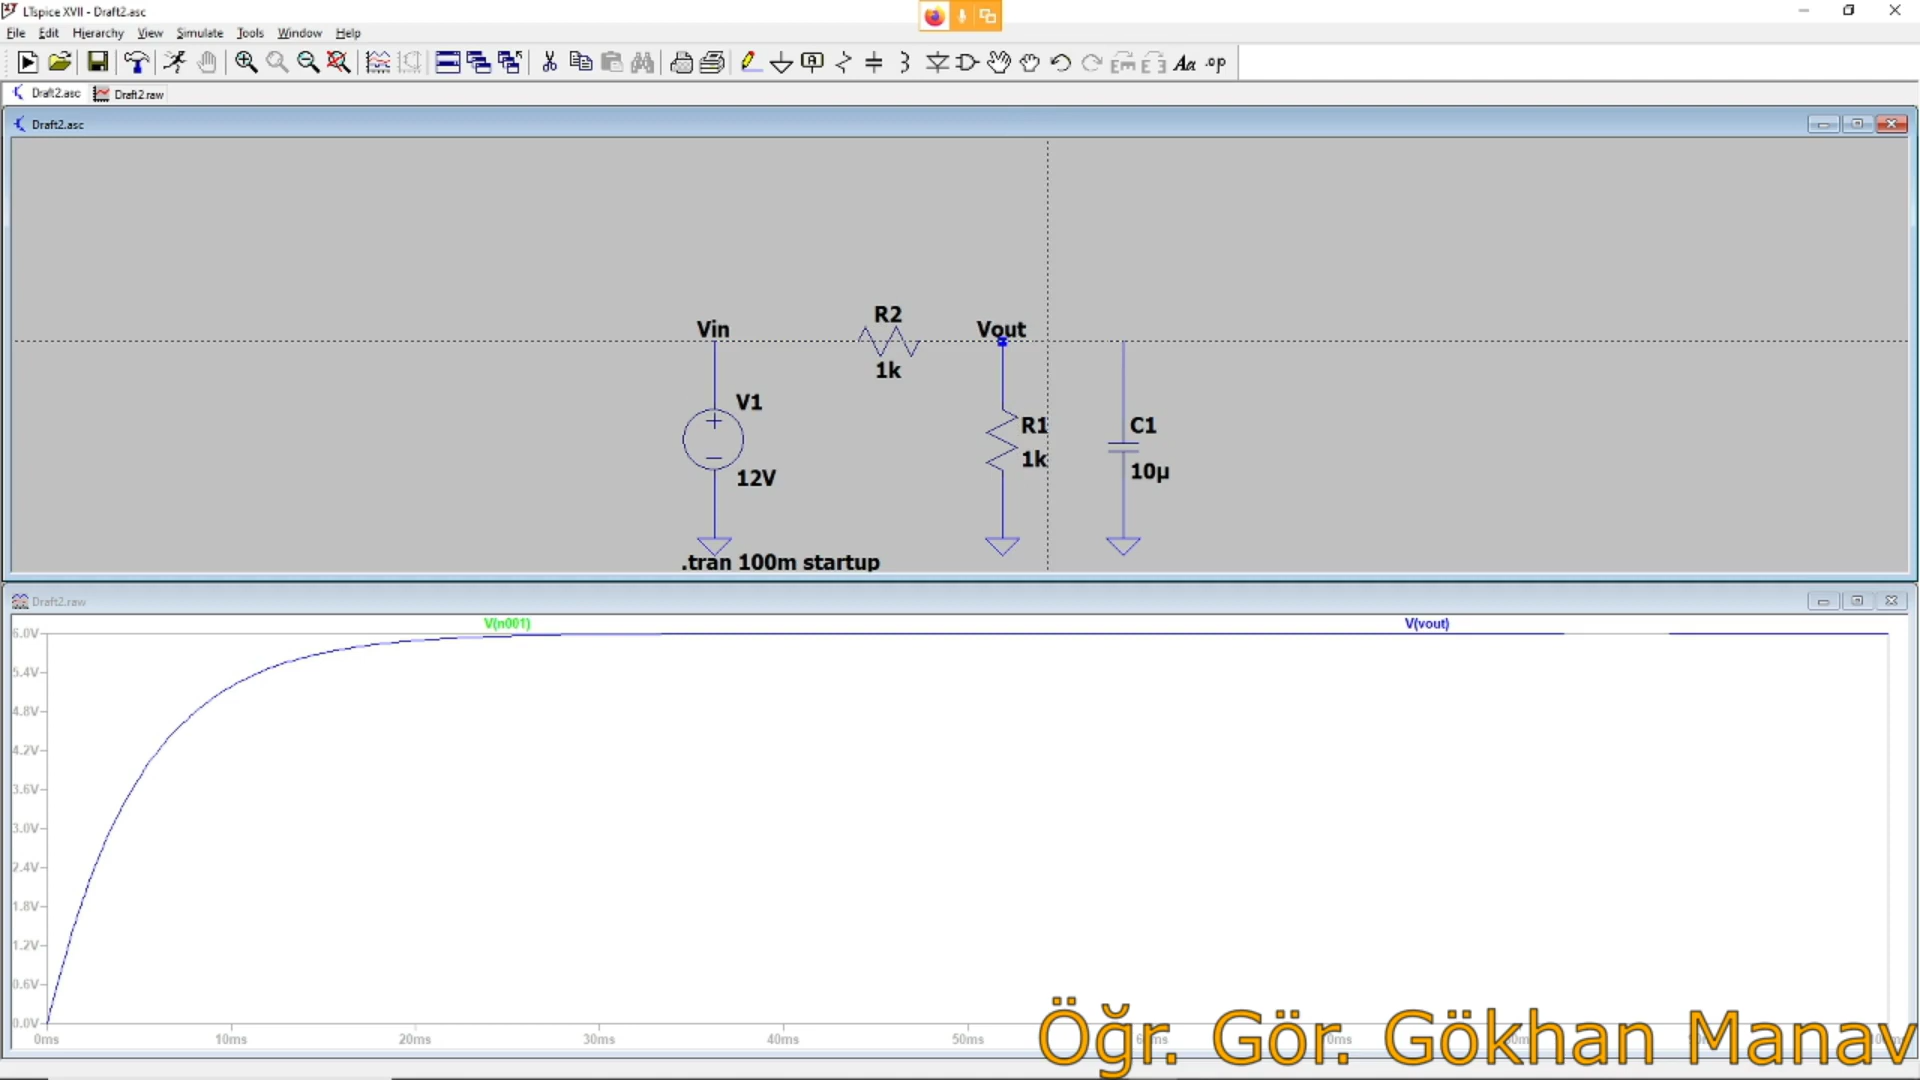 LTspice XVII - Draft2.asc
File Edit Hierarchy View Simulate Tools Window Help
Draft2.asc Draft2.raw
Draft2.asc
R2
Vin Vout
1k
V1
R1 C1
1k
10µ
12V
.tran 100m startup
Draft2.raw
V(n001) V(vout)
6.0V
5.4V
4.8V
4.2V
3.6V
3.0V
2.4V
1.8V
1.2V
0.6V
0.0V
0ms 10ms 20ms 30ms 40ms 50ms
Öğr. Gör. Gökhan Manav